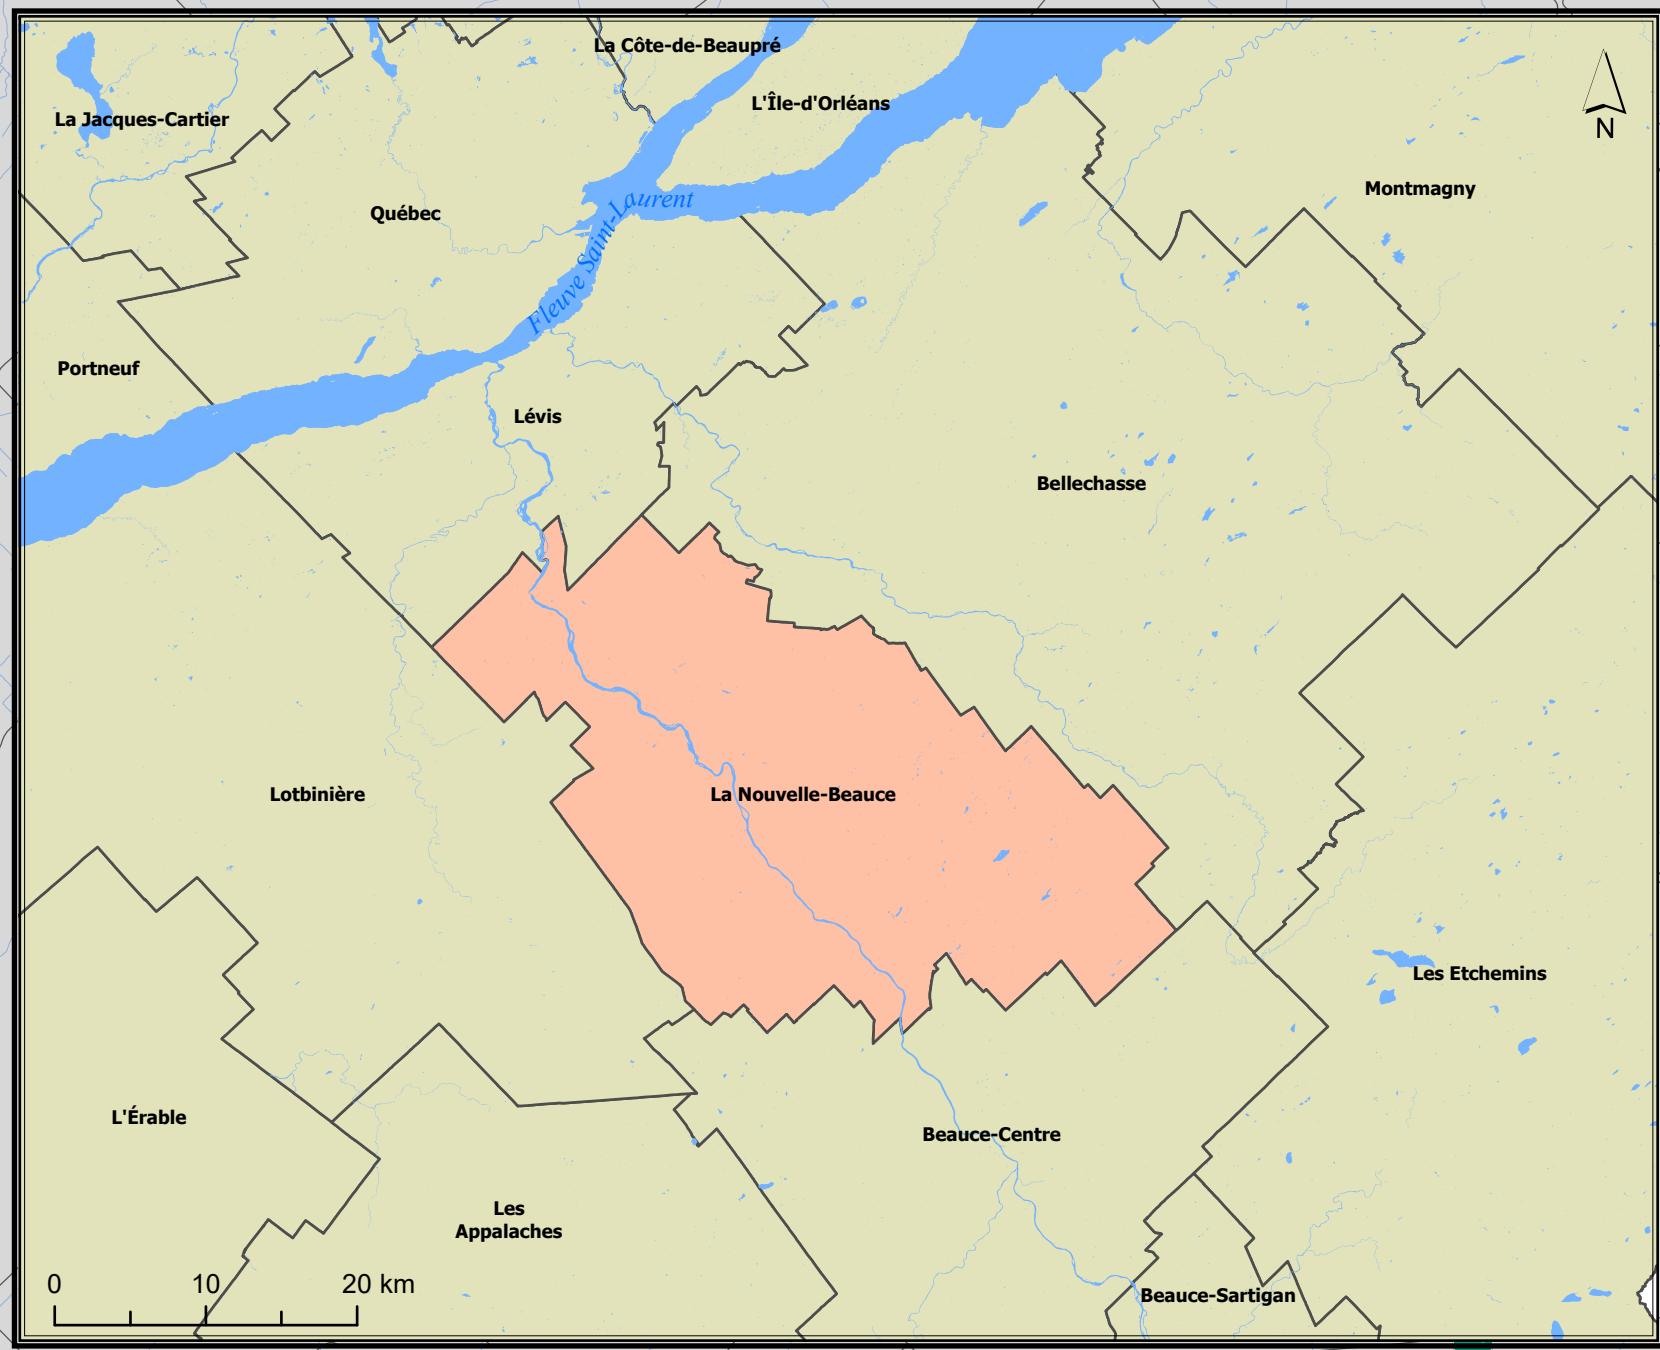 La Côte-de-Beaupré
L'Île-d'Orléans
La Jacques-Cartier
N
Montmagny
Québec
Fleuve Saint-Laurent
Portneuf
Lévis
Bellechasse
Lotbinière
La Nouvelle-Beauce
Les Etchemins
L'Érable
Beauce-Centre
Les
Appalaches
Beauce-Sartigan
0 10 20 km